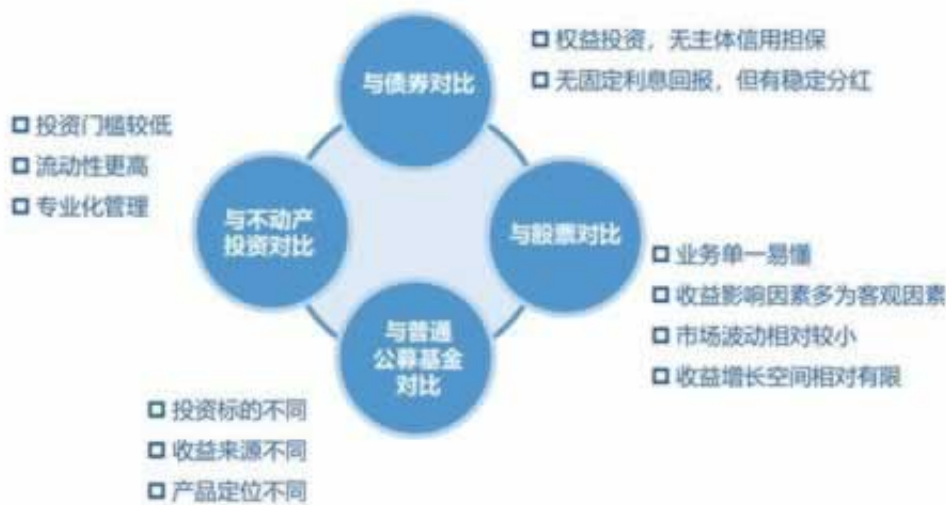 与债券对比
权益投资，无主体信用担保
无固定利息回报，但有稳定分红
投资门槛较低
流动性更高
专业化管理
与不动产
投资对比
与股票对比
业务单一易懂
收益影响因素多为客观因素
市场波动相对较小
收益增长空间相对有限
与普通
公募基金
对比
投资标的不同
收益来源不同
产品定位不同